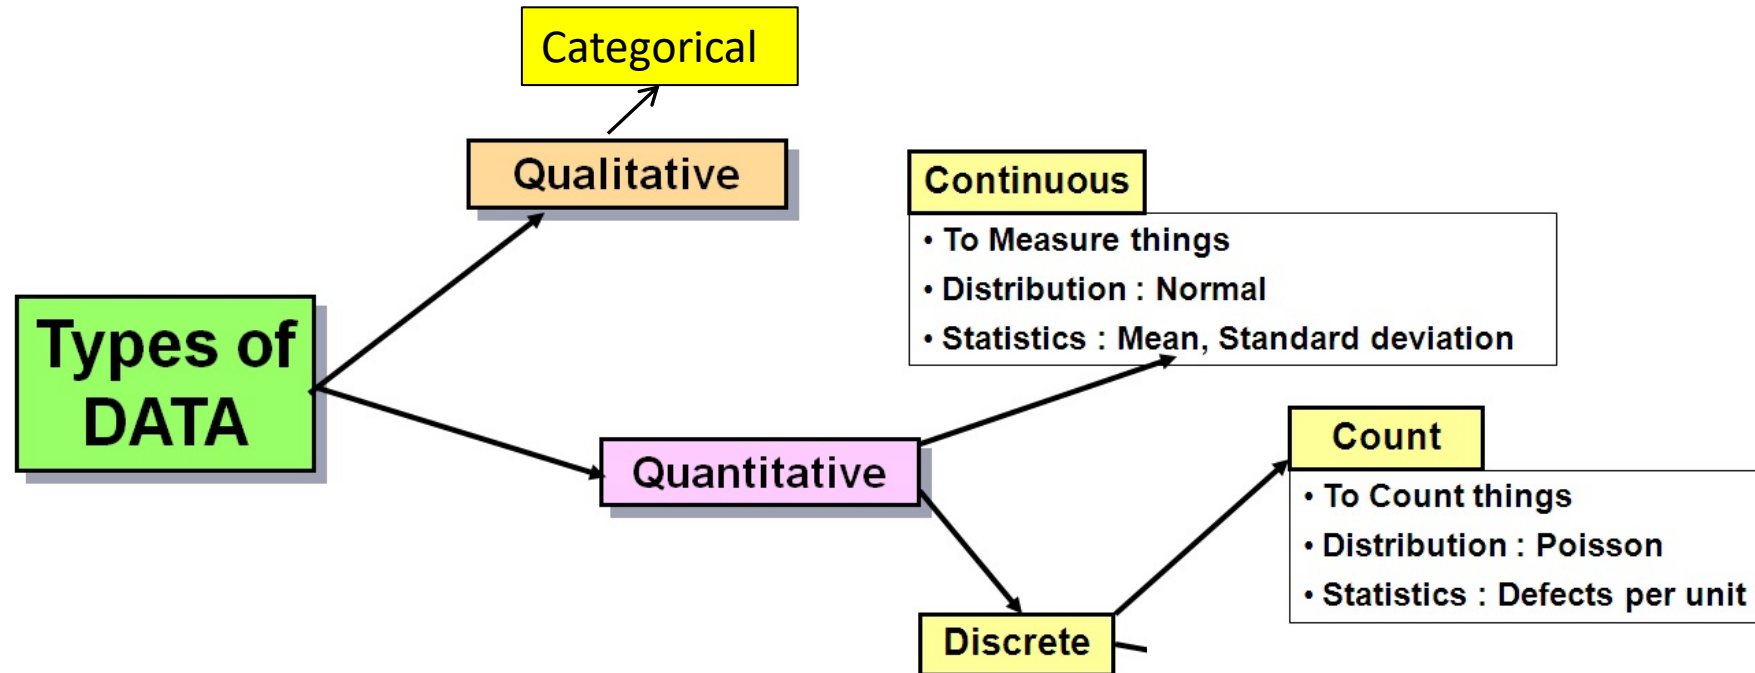 Categorical
Qualitative
Continuous
• To Measure things
• Distribution : Normal
• Statistics : Mean, Standard deviation
Types of
DATA
Quantitative
Count
• To Count things
• Distribution : Poisson
• Statistics : Defects per unit
Discrete